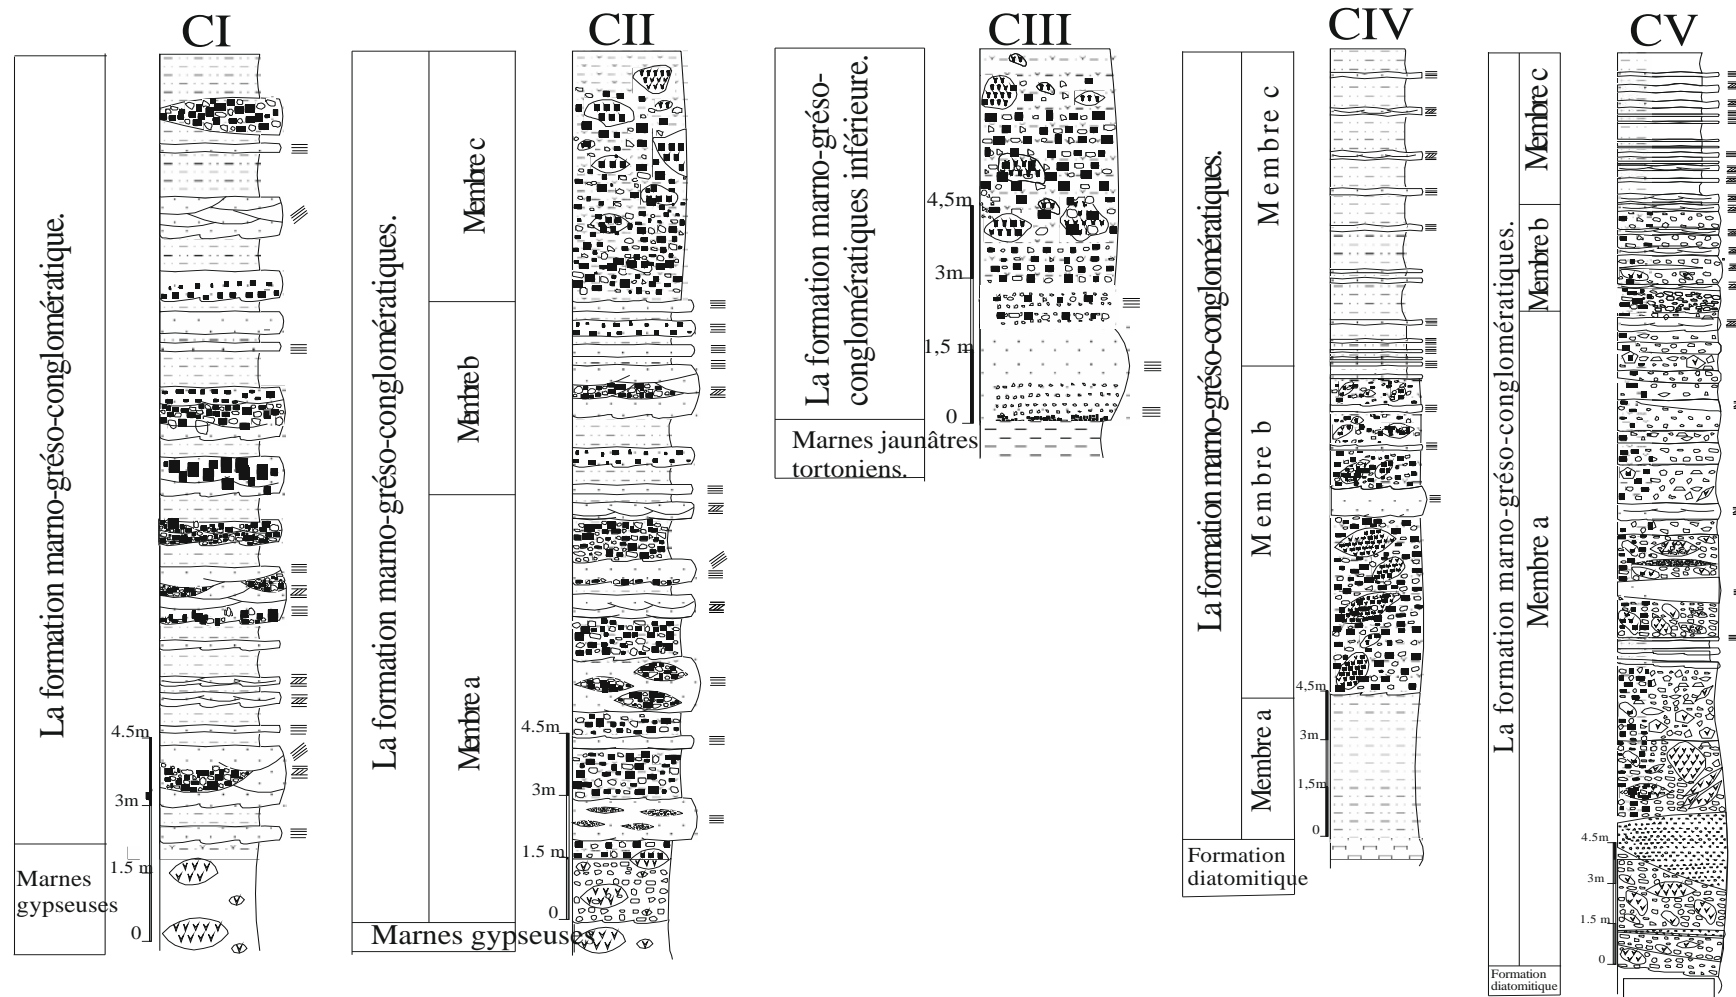 CI
La formation marno-gréso-conglomératique.
Marnes
gypseuses
4.5m
3m
1.5 m
0
CII
La formation marno-gréso-conglomératiques.
Membre c
Membre b
Membre a
Marnes gypseuses
4.5m
3m
1.5 m
0
CIII
La formation marno-gréso-
conglomératiques inférieure.
Marnes jaunâtres
tortoniens.
4,5m
3m
1,5 m
0
CIV
La formation marno-gréso-conglomératiques.
Membre c
Membre b
Membre a
Formation
diatomitique
4,5m
3m
1,5m
0
CV
La formation marno-gréso-conglomératiques.
Membre c
Membre b
Membre a
Formation
diatomitique
4.5m
3m
1.5 m
0